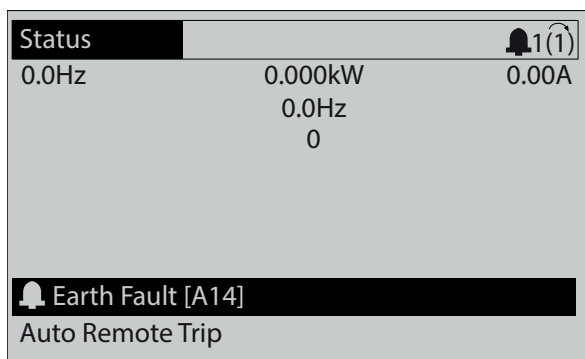 Status 1(1)
0.0Hz 0.000kW 0.00A
0.0Hz
0
Earth Fault [A14]
Auto Remote Trip